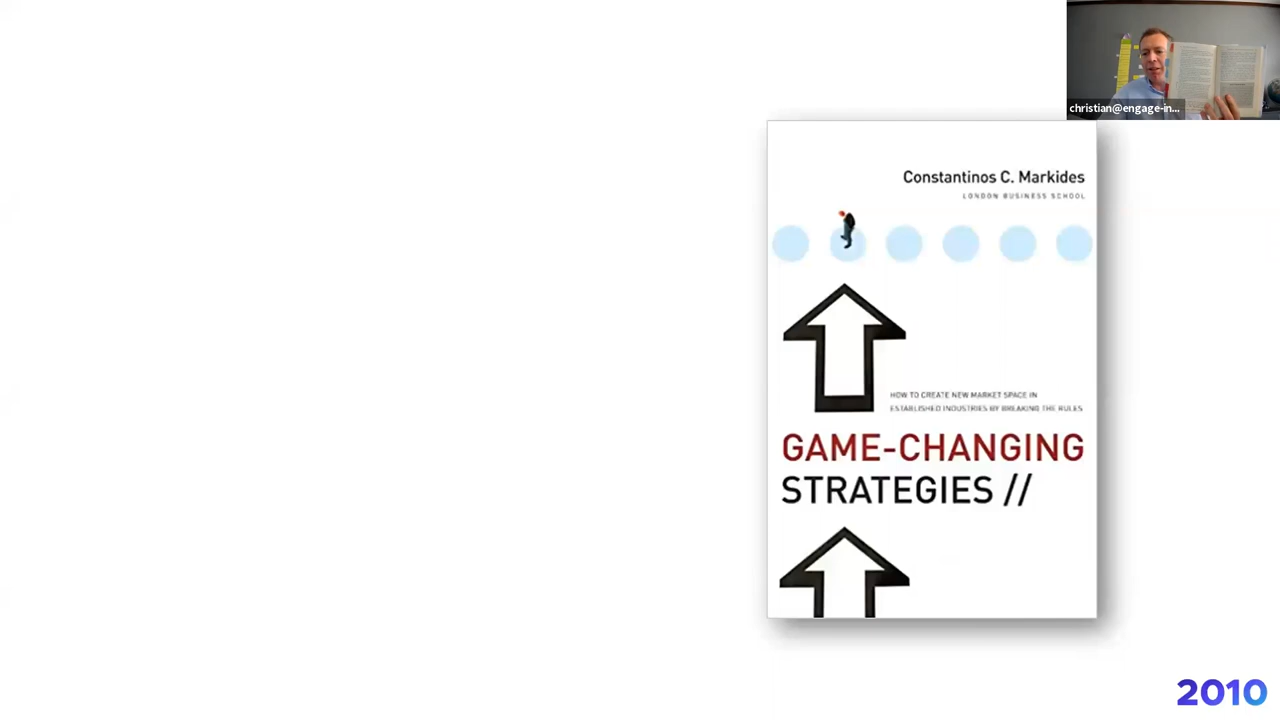 christian@engage-in...
Constantinos C. Markides
LONDON BUSINESS SCHOOL
HOW TO CREATE NEW MARKET SPACE IN
ESTABLISHED INDUSTRIES BY BREAKING THE RULES
GAME-CHANGING
STRATEGIES //
2010